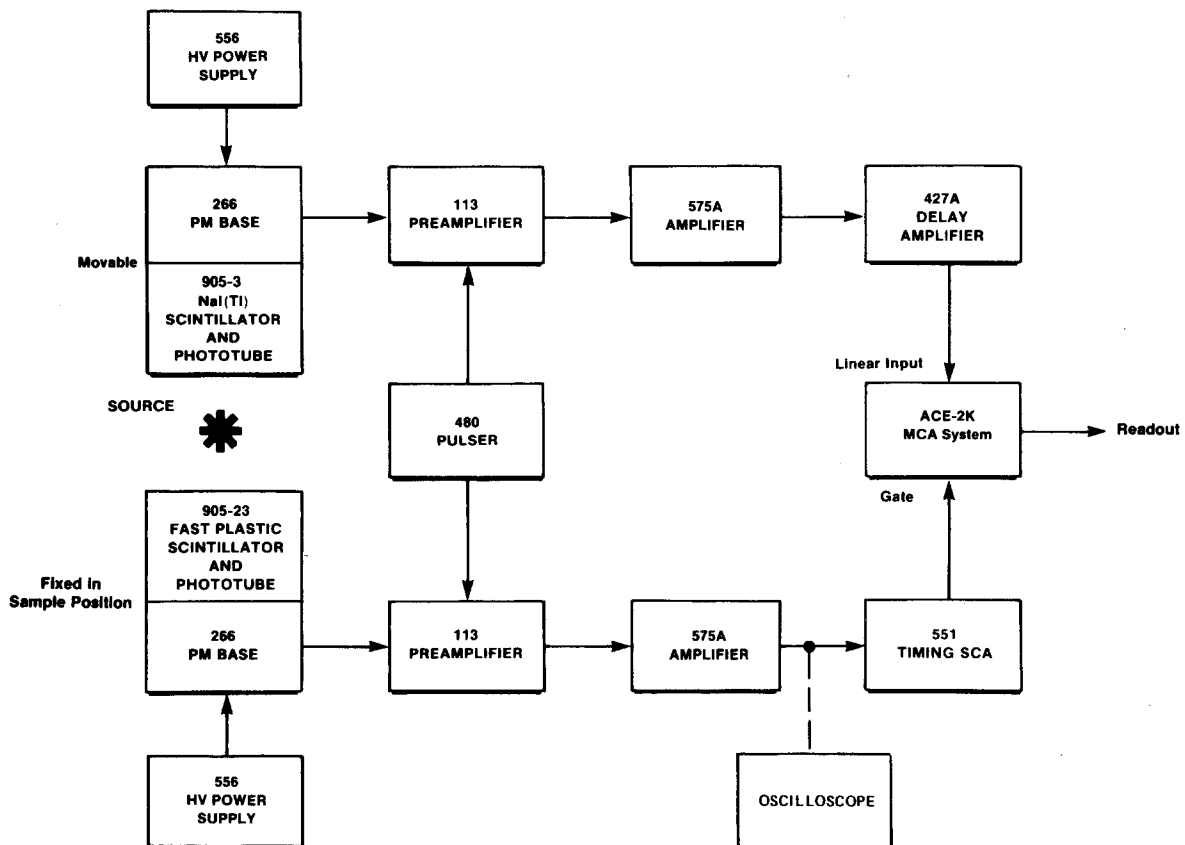 556
HV POWER
SUPPLY
266
PM BASE
113
PREAMPLIFIER
575A
AMPLIFIER
427A
DELAY
AMPLIFIER
Movable
905-3
NaI(Tl)
SCINTILLATOR
AND
PHOTOTUBE
Linear Input
SOURCE
480
PULSER
ACE-2K
MCA System
Readout
Gate
905-23
FAST PLASTIC
SCINTILLATOR
AND
PHOTOTUBE
Fixed in
Sample Position
266
PM BASE
113
PREAMPLIFIER
575A
AMPLIFIER
551
TIMING SCA
556
HV POWER
SUPPLY
OSCILLOSCOPE